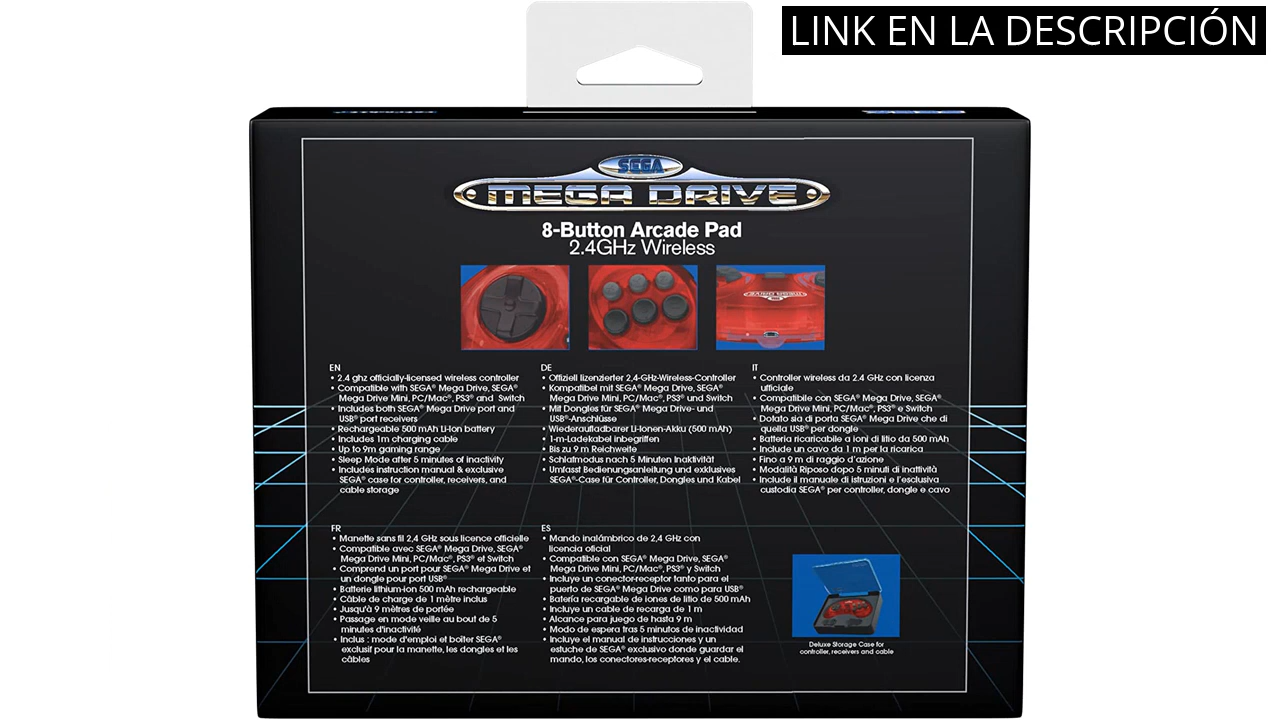 LINK EN LA DESCRIPCIÓN
SEGA
MEGA DRIVE
8-Button Arcade Pad
2.4GHz Wireless
EN
• 2.4 ghz officially-licensed wireless controller
• Compatible with SEGA® Mega Drive, SEGA®
Mega Drive Mini, PC/Mac®, PS3® and Switch
• Includes both SEGA® Mega Drive port and
USB® port receivers
• Rechargeable 500 mAh Li-Ion battery
• Includes 1m charging cable
• Up to 9m gaming range
• Sleep Mode after 5 minutes of inactivity
• Includes instruction manual & exclusive
SEGA® case for controller, receivers, and
cable storage
DE
• Offiziell lizenzierter 2,4-GHz-Wireless-Controller
• Kompatibel mit SEGA® Mega Drive, SEGA®
Mega Drive Mini, PC/Mac®, PS3® und Switch
• Mit Dongles für SEGA® Mega Drive- und
USB®-Anschlüsse
• Wiederaufladbarer Li-Ionen-Akku (500 mAh)
• 1-m-Ladekabel inbegriffen
• Bis zu 9 m Reichweite
• Schlafmodus nach 5 Minuten Inaktivität
• Umfasst Bedienungsanleitung und exklusives
SEGA®-Case für Controller, Dongles und Kabel
IT
• Controller wireless da 2.4 GHz con licenza
ufficiale
• Compatibile con SEGA® Mega Drive, SEGA®
Mega Drive Mini, PC/Mac®, PS3® e Switch
• Dotato sia di porta SEGA® Mega Drive che di
quella USB® per dongle
• Batteria ricaricabile a ioni di litio da 500 mAh
• Include un cavo da 1 m per la ricarica
• Fino a 9 m di raggio d'azione
• Modalità Riposo dopo 5 minuti di inattività
• Include il manuale di istruzioni e l'esclusiva
custodia SEGA® per controller, dongle e cavo
FR
• Manette sans fil 2,4 GHz sous licence officielle
• Compatible avec SEGA® Mega Drive, SEGA®
Mega Drive Mini, PC/Mac®, PS3® et Switch
• Comprend un port pour SEGA® Mega Drive et
un dongle pour port USB®
• Batterie lithium-ion 500 mAh rechargeable
• Câble de charge de 1 mètre inclus
• Jusqu'à 9 mètres de portée
• Passage en mode veille au bout de 5
minutes d'inactivité
• Inclus : mode d'emploi et boîter SEGA®
exclusif pour la manette, les dongles et les
câbles
ES
• Mando inalámbrico de 2,4 GHz con
licencia oficial
• Compatible con SEGA® Mega Drive, SEGA®
Mega Drive Mini, PC/Mac®, PS3® y Switch
• Incluye un conector-receptor tanto para el
puerto de SEGA® Mega Drive como para USB®
• Batería recargable de iones de litio de 500 mAh
• Incluye un cable de recarga de 1 m
• Alcance para juego de hasta 9 m
• Modo de espera tras 5 minutos de inactividad
• Incluye el manual de instrucciones y un
estuche de SEGA® exclusivo donde guardar el
mando, los conectores-receptores y el cable.
Deluxe Storage Case for
controller, receivers and cable